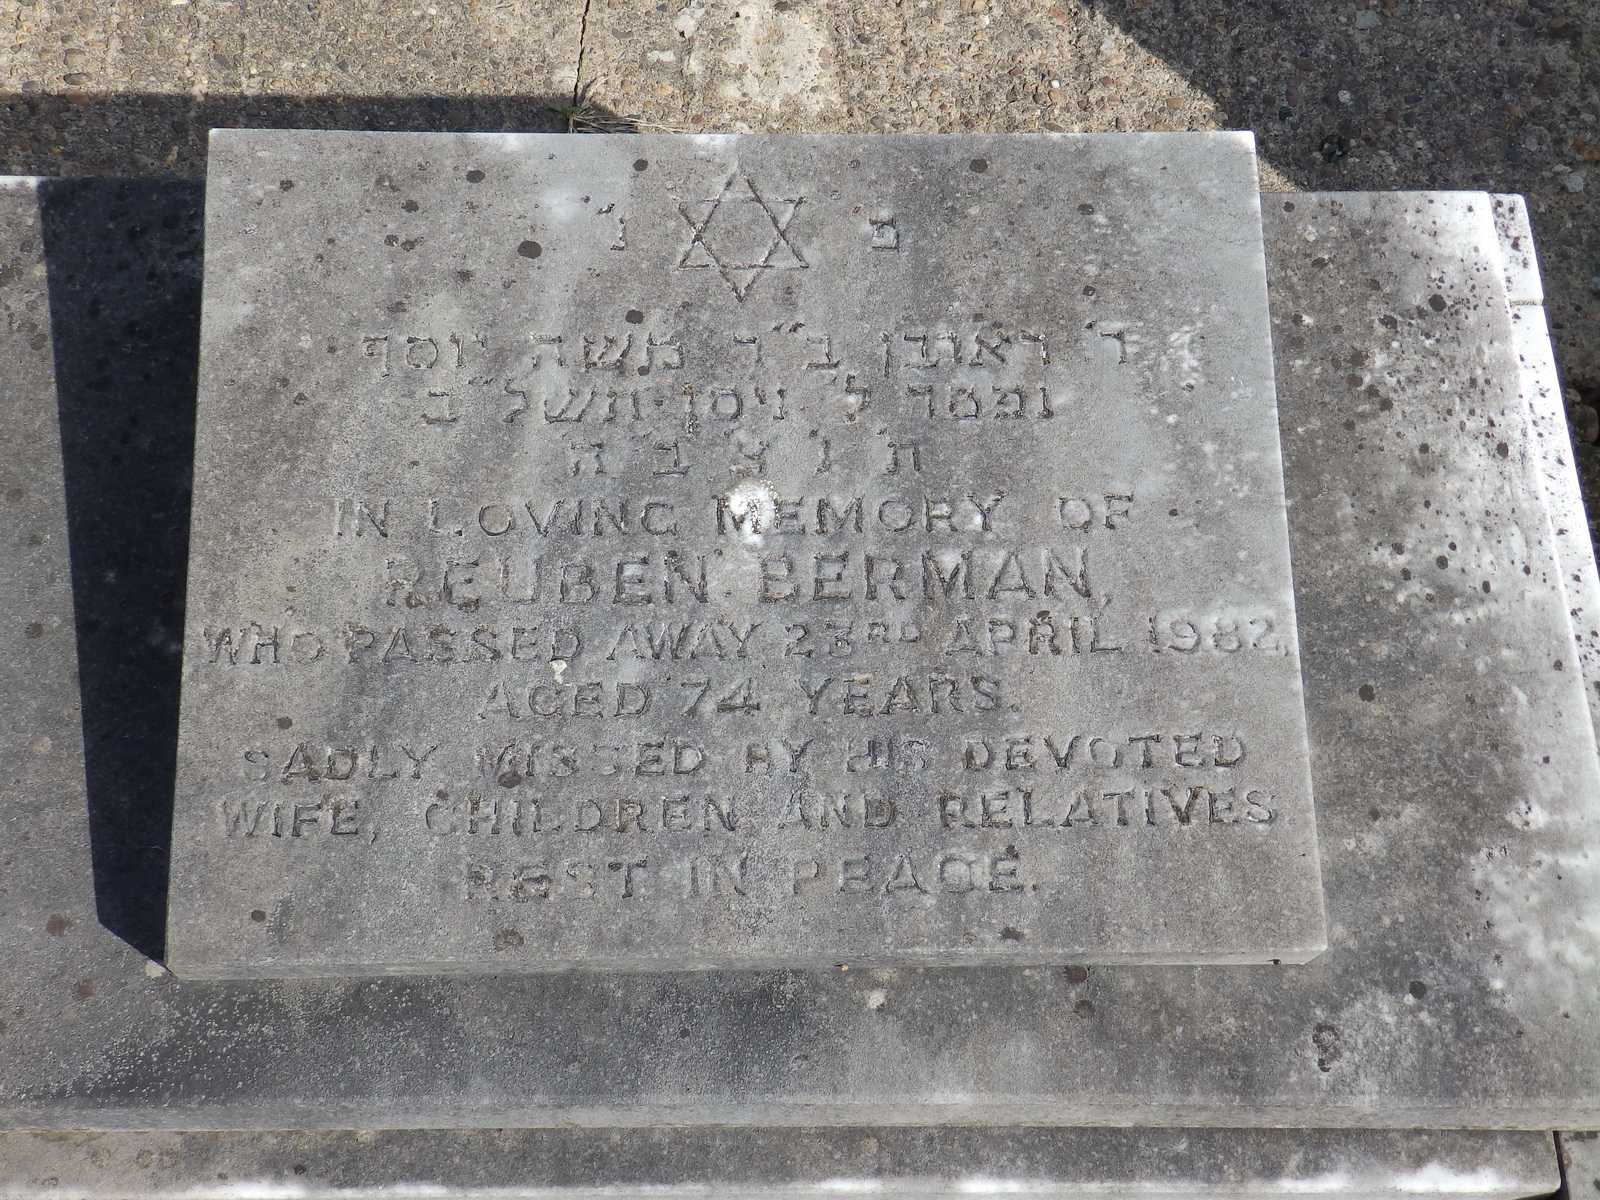 פ' נ'
ר' ראובן ב"ר משה יוסף
ונפטר ל' ניסן תשל"ב
ת' נ' צ' ב' ה'
IN LOVING MEMORY OF
REUBEN BERMAN,
WHO PASSED AWAY 23RD APRIL 1982,
AGED 74 YEARS.
SADLY MISSED BY HIS DEVOTED
WIFE, CHILDREN AND RELATIVES
REST IN PEACE.